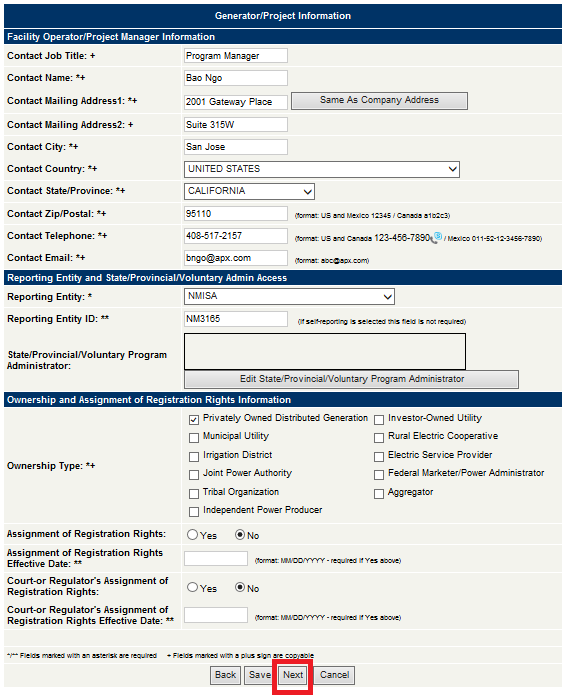 Generator/Project Information
Facility Operator/Project Manager Information
Contact Job Title: + Program Manager
Contact Name: *+ Bao Ngo
Contact Mailing Address1: *+ 2001 Gateway Place Same As Company Address
Contact Mailing Address2: + Suite 315W
Contact City: *+ San Jose
Contact Country: *+ UNITED STATES
Contact State/Province: *+ CALIFORNIA
Contact Zip/Postal: *+ 95110 (format: US and Mexico 12345 / Canada a1b2c3)
Contact Telephone: *+ 408-517-2157 (format: US and Canada 123-456-7890 / Mexico 011-52-12-3456-7890)
Contact Email: *+ bngo@apx.com (format: abc@apx.com)
Reporting Entity and State/Provincial/Voluntary Admin Access
Reporting Entity: * NMISA
Reporting Entity ID: ** NM3165 (if self-reporting is selected this field is not required)
State/Provincial/Voluntary Program
Administrator:
Edit State/Provincial/Voluntary Program Administrator
Ownership and Assignment of Registration Rights Information
Ownership Type: *+
Privately Owned Distributed Generation Investor-Owned Utility
Municipal Utility Rural Electric Cooperative
Irrigation District Electric Service Provider
Joint Power Authority Federal Marketer/Power Administrator
Tribal Organization Aggregator
Independent Power Producer
Assignment of Registration Rights: Yes No
Assignment of Registration Rights
Effective Date: ** (format: MM/DD/YYYY - required if Yes above)
Court-or Regulator's Assignment of
Registration Rights: Yes No
Court-or Regulator's Assignment of
Registration Rights Effective Date: ** (format: MM/DD/YYYY - required if Yes above)
*/** Fields marked with an asterisk are required + Fields marked with a plus sign are copyable
Back Save Next Cancel